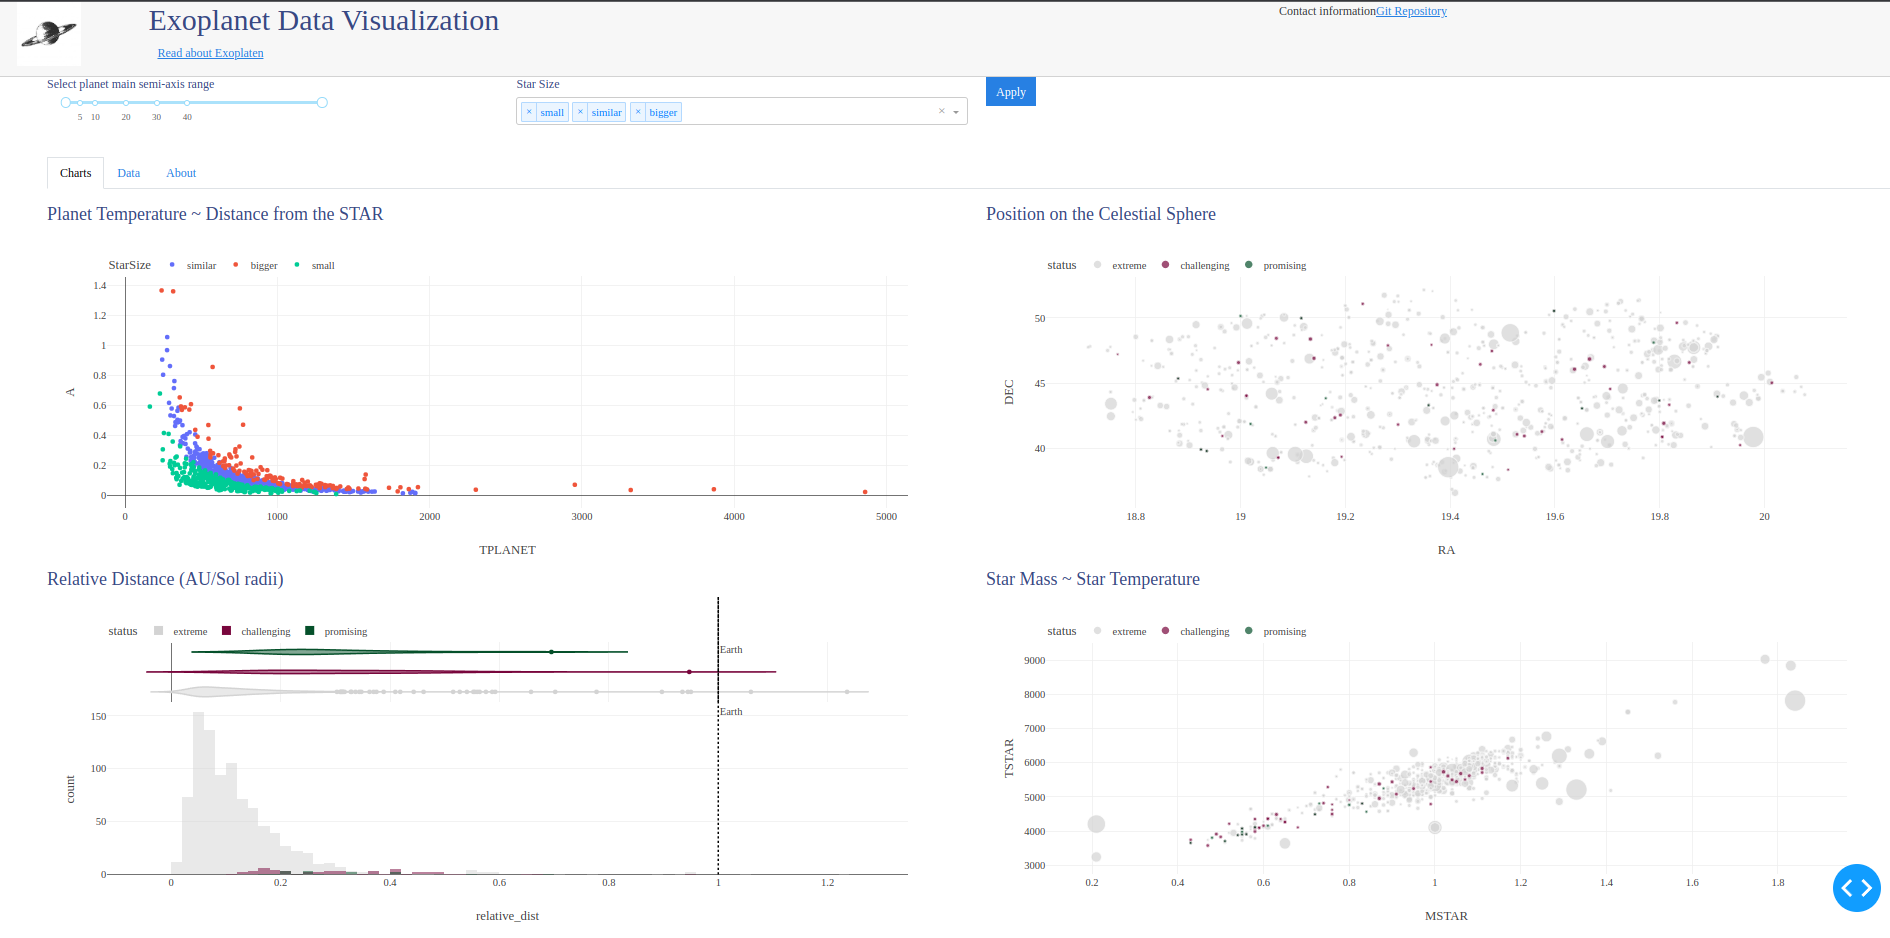 Exoplanet Data Visualization
Contact informationGit Repository
Read about Exoplaten
Select planet main semi-axis range
5 10 20 30 40
Star Size
× small × similar × bigger ×
Apply
Charts Data About
Planet Temperature ~ Distance from the STAR
StarSize similar bigger small
A
1.4
1.2
1
0.8
0.6
0.4
0.2
0
0 1000 2000 3000 4000 5000
TPLANET
Position on the Celestial Sphere
status extreme challenging promising
DEC
50
45
40
18.8 19 19.2 19.4 19.6 19.8 20
RA
Relative Distance (AU/Sol radii)
status extreme challenging promising
Earth
Earth
count
150
100
50
0
0 0.2 0.4 0.6 0.8 1 1.2
relative_dist
Star Mass ~ Star Temperature
status extreme challenging promising
TSTAR
9000
8000
7000
6000
5000
4000
3000
0.2 0.4 0.6 0.8 1 1.2 1.4 1.6 1.8
MSTAR